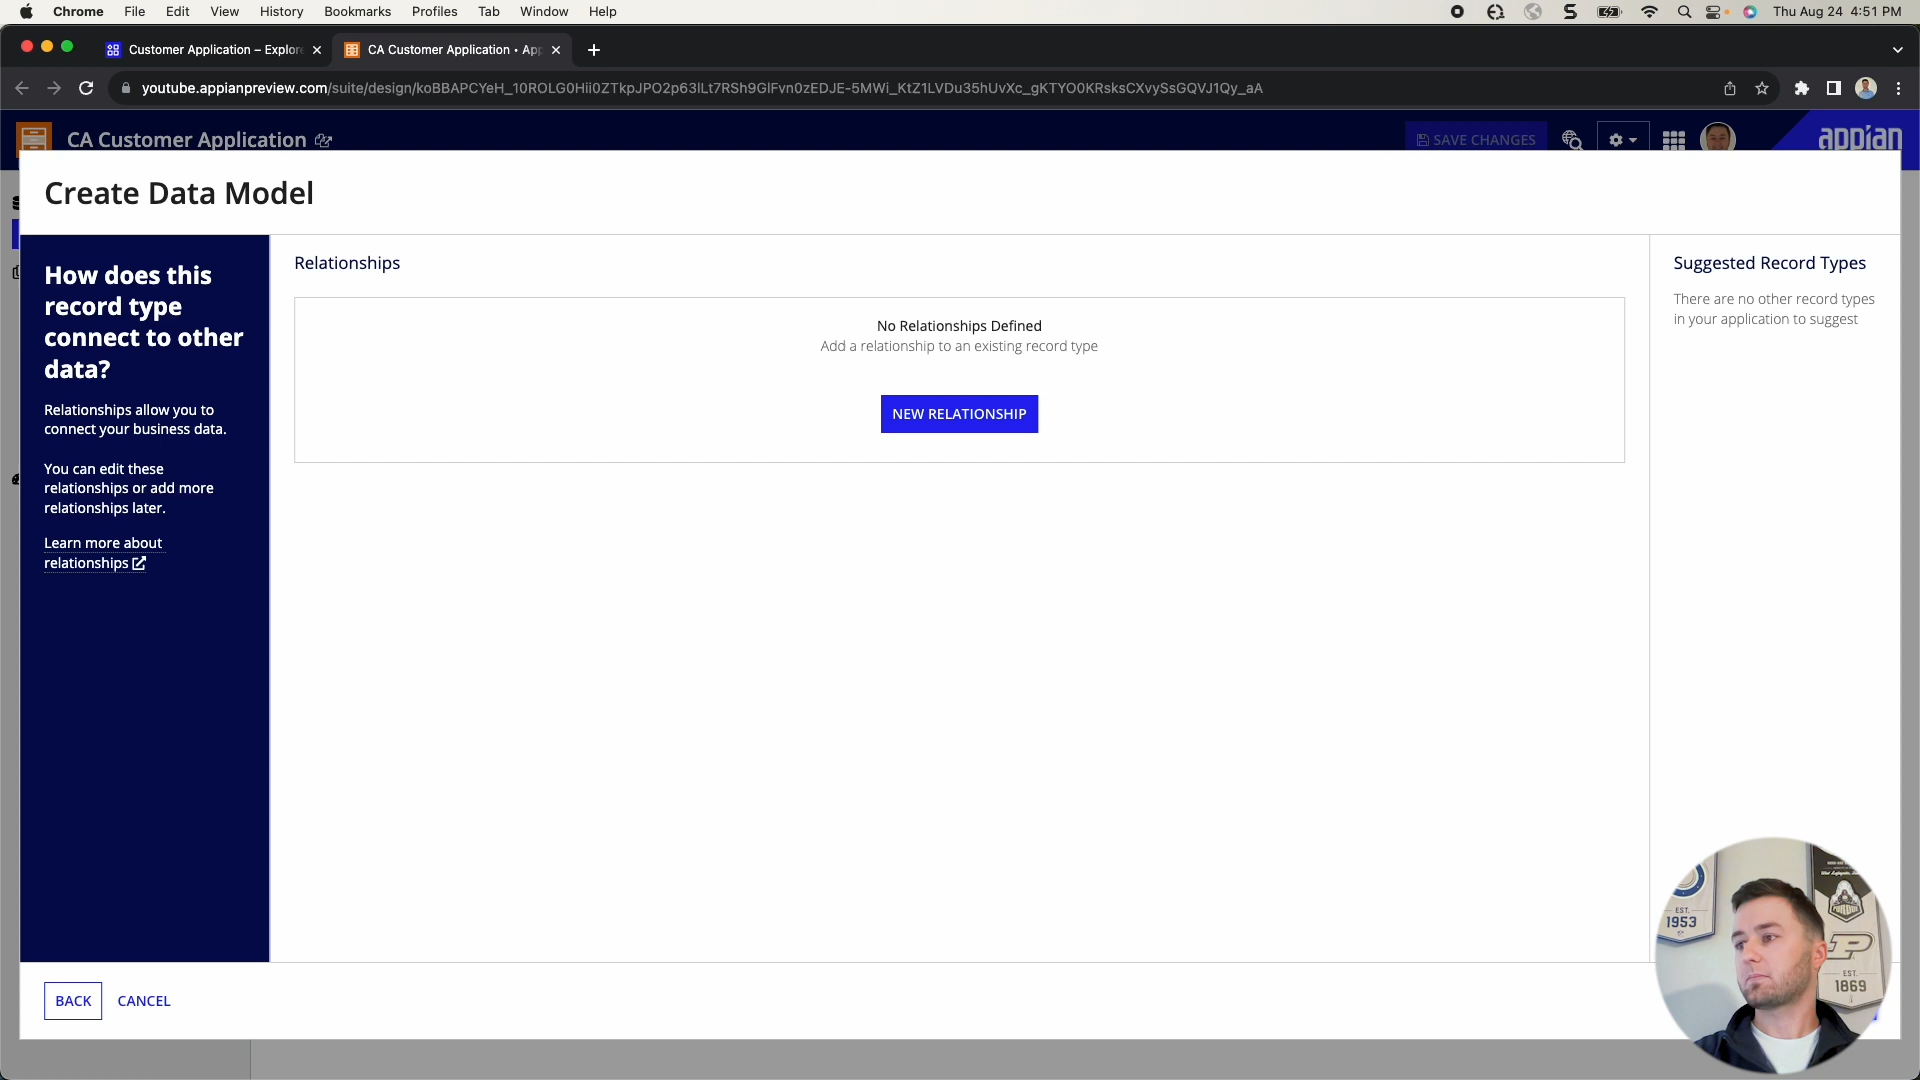 Chrome File Edit View History Bookmarks Profiles Tab Window Help Thu Aug 24 4:51 PM
Customer Application – Explore CA Customer Application • App
youtube.appianpreview.com/suite/design/koBBAPCYeH_10ROLG0Hii0ZTkpJPO2p63lLt7RSh9GlFvn0zEDJE-5MWi_KtZ1LVDu35hUvXc_gKTYO0KRsksCXvySsGQVJ1Qy_aA
CA Customer Application SAVE CHANGES appian
Create Data Model
How does this
record type
connect to other
data?
Relationships allow you to
connect your business data.
You can edit these
relationships or add more
relationships later.
Learn more about
relationships
Relationships
No Relationships Defined
Add a relationship to an existing record type
NEW RELATIONSHIP
Suggested Record Types
There are no other record types
in your application to suggest
BACK CANCEL
EST.
1953
PURDUE
P
EST.
1869